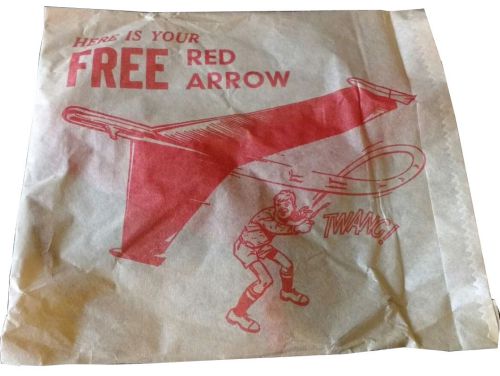 HERE IS YOUR
FREE RED
ARROW
TWANG!